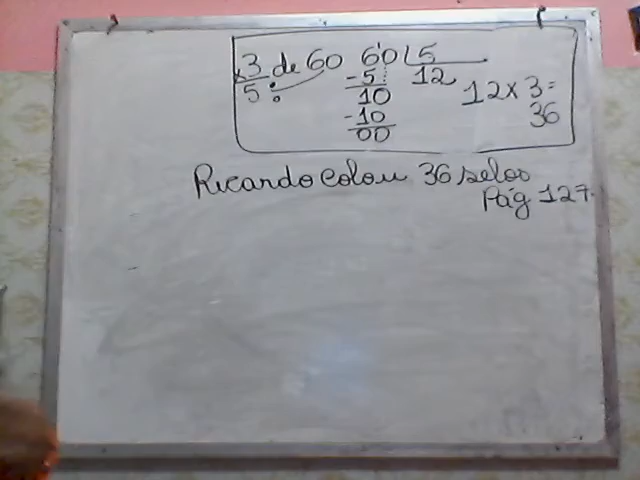 3/5 de 60
60 | 5
- 5 12
10
- 10
00
12 x 3 =
36
Ricardo colou 36 selos
Pág 127.